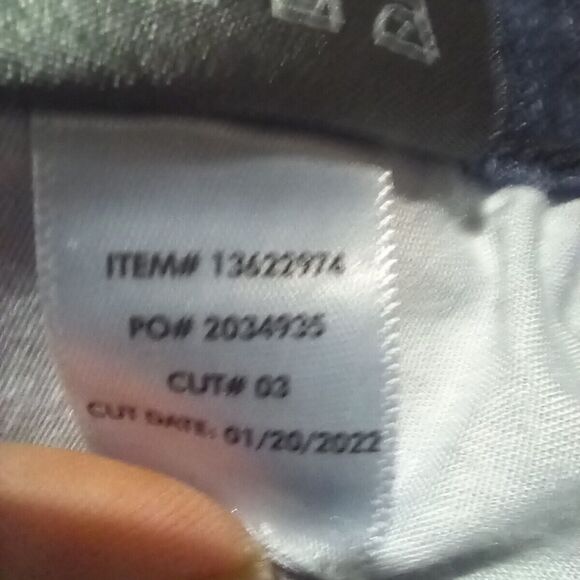 ITEM# 13622974
PO# 2034935
CUT# 03
CUT DATE: 01/20/2022